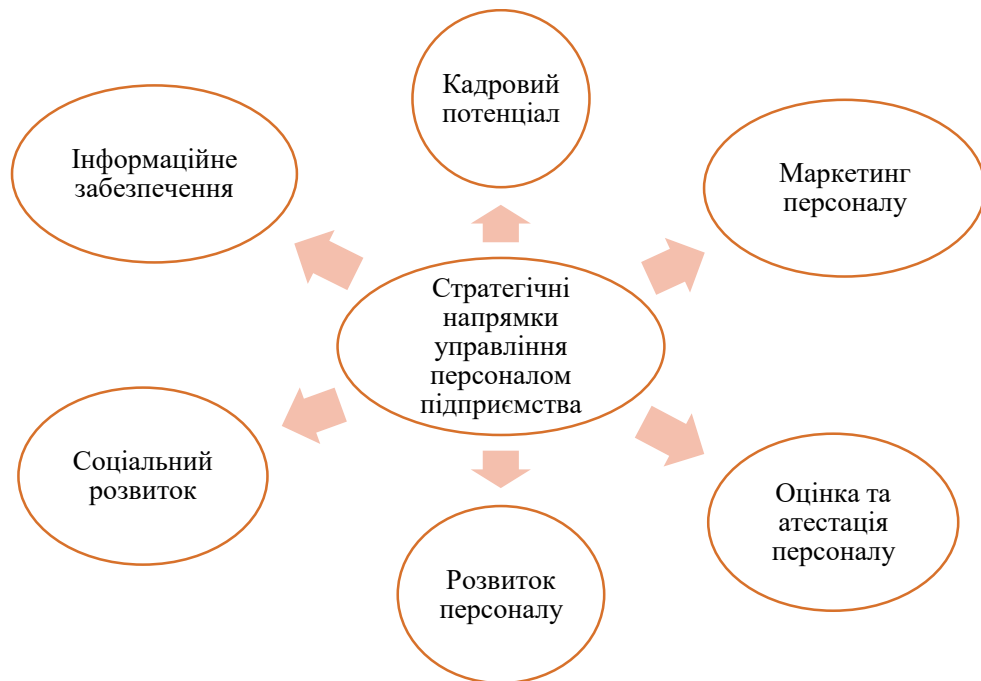 Кадровий
потенціал
Інформаційне
забезпечення
Маркетинг
персоналу
Стратегічні
напрямки
управління
персоналом
підприємства
Соціальний
розвиток
Оцінка та
атестація
персоналу
Розвиток
персоналу